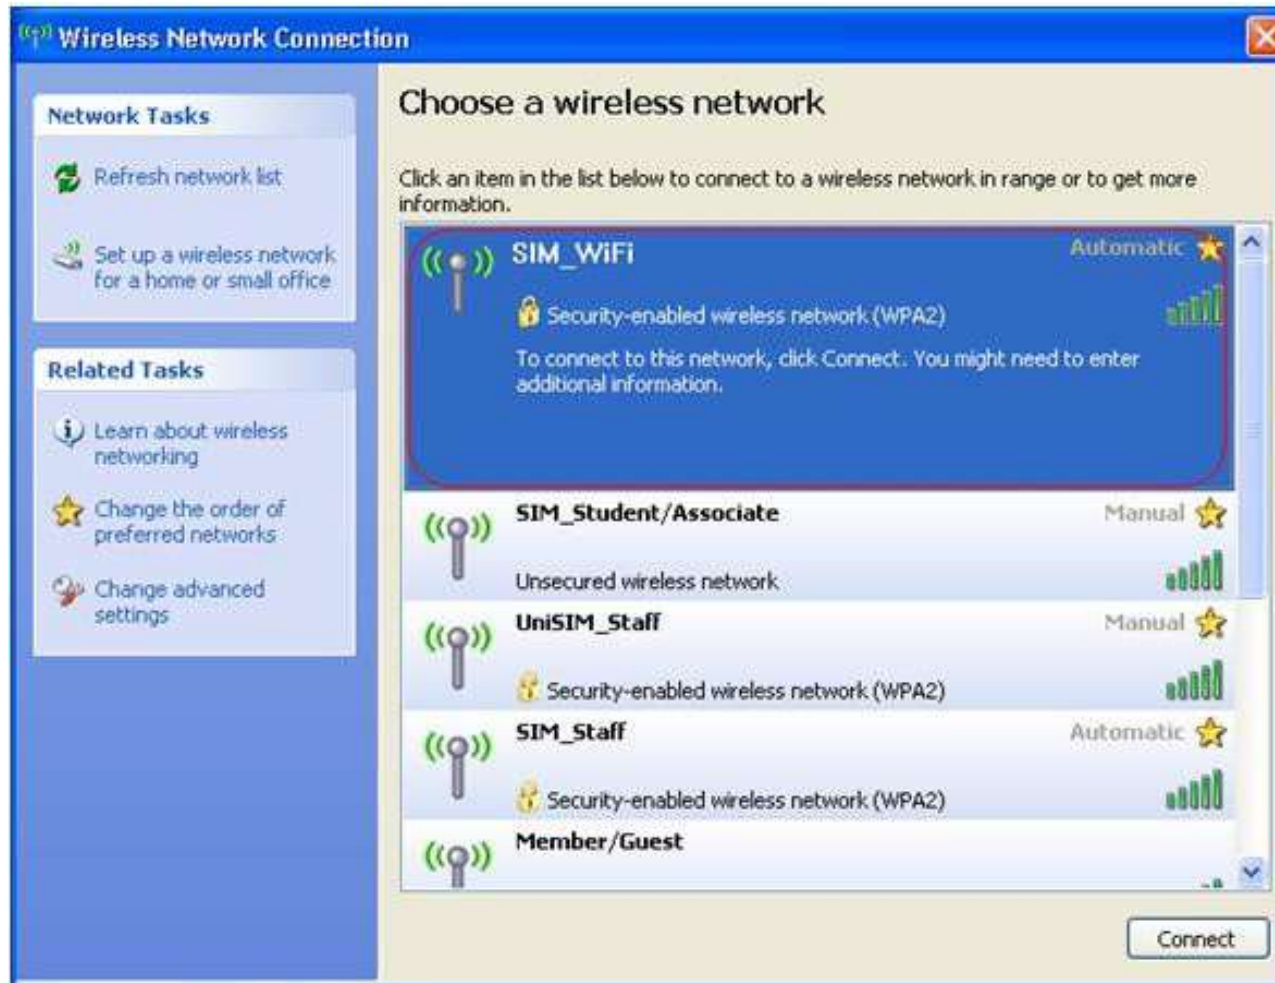 Wireless Network Connection
Network Tasks
Refresh network list
Set up a wireless network
for a home or small office
Related Tasks
Learn about wireless
networking
Change the order of
preferred networks
Change advanced
settings
Choose a wireless network
Click an item in the list below to connect to a wireless network in range or to get more
information.
SIM_WiFi
Automatic
Security-enabled wireless network (WPA2)
To connect to this network, click Connect. You might need to enter
additional information.
SIM_Student/Associate
Manual
Unsecured wireless network
UniSIM_Staff
Manual
Security-enabled wireless network (WPA2)
SIM_Staff
Automatic
Security-enabled wireless network (WPA2)
Member/Guest
Connect